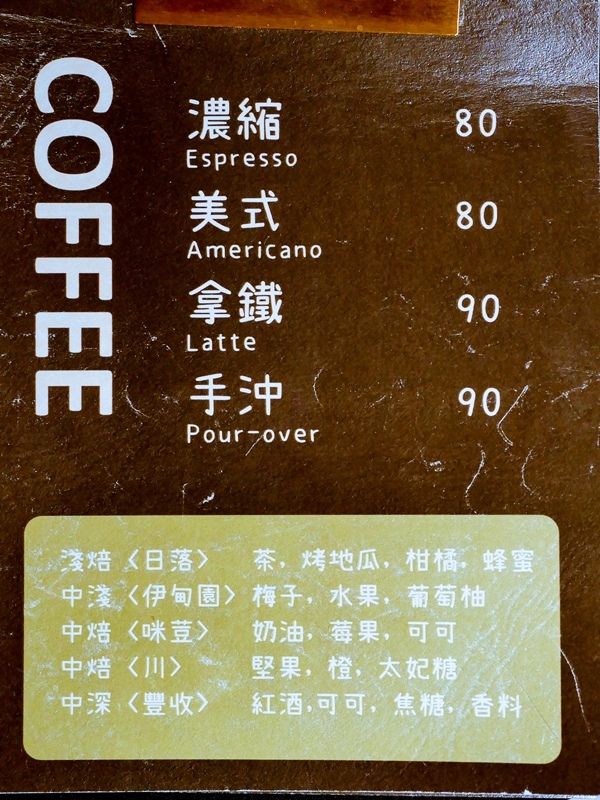 COFFEE
濃縮 80
Espresso
美式 80
Americano
拿鐵 90
Latte
手沖 90
Pour-over
淺焙〈日落〉 茶, 烤地瓜, 柑橘, 蜂蜜
中淺〈伊甸園〉 梅子, 水果, 葡萄柚
中焙〈咪荳〉 奶油, 莓果, 可可
中焙〈川〉 堅果, 橙, 太妃糖
中深〈豐收〉 紅酒,可可, 焦糖, 香料